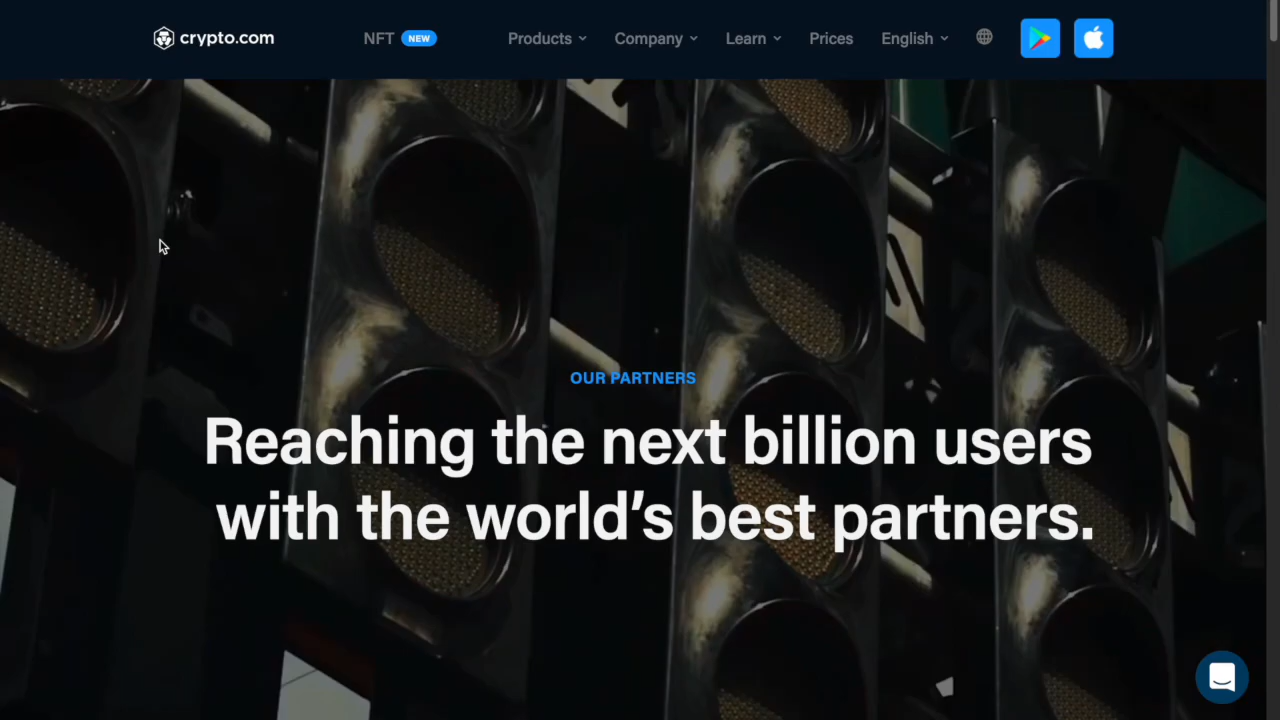 crypto.com
NFT NEW
Products
Company
Learn
Prices
English
OUR PARTNERS
Reaching the next billion users
with the world’s best partners.